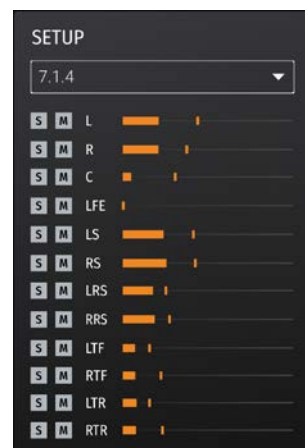 SETUP
7.1.4
S M L
S M R
S M C
S M LFE
S M LS
S M RS
S M LRS
S M RRS
S M LTF
S M RTF
S M LTR
S M RTR